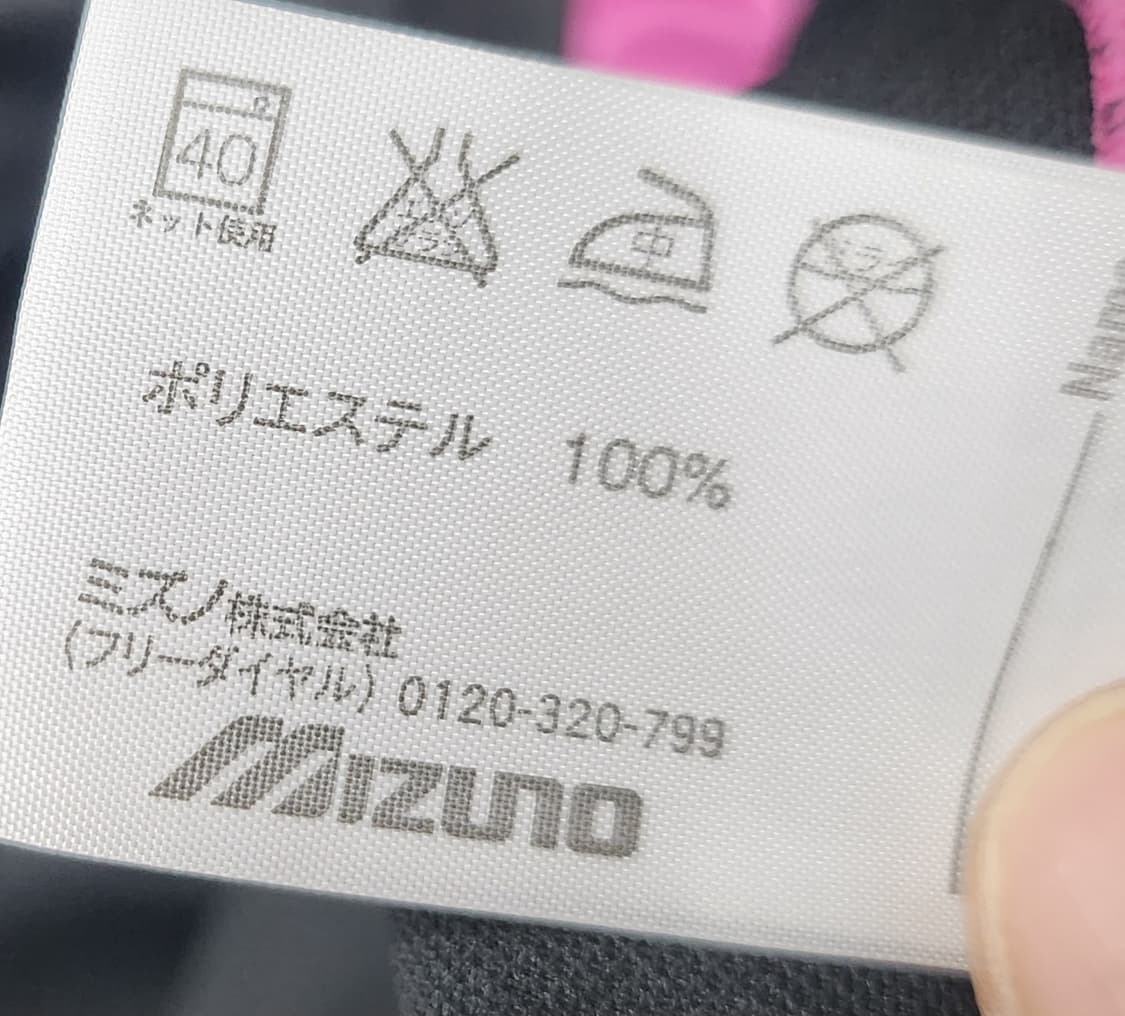 40
ネット使用
中
ポリエステル 100%
ミズノ株式会社
(フリーダイヤル) 0120-320-799
MIZUNO